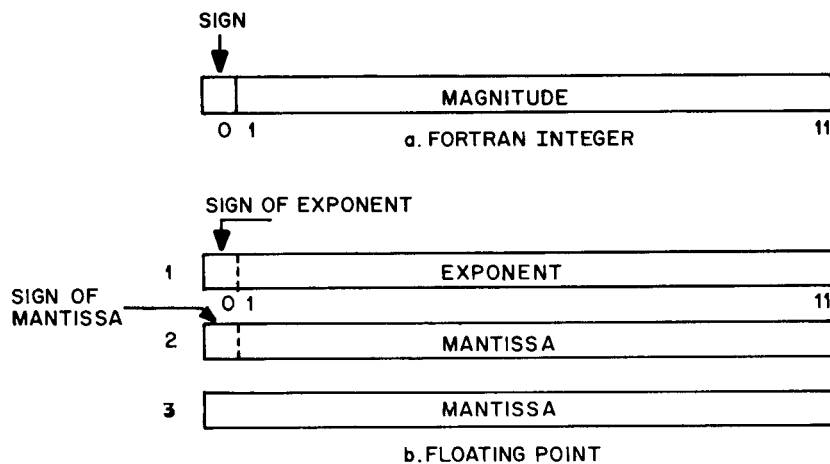 SIGN
MAGNITUDE
0 1 11
a. FORTRAN INTEGER
SIGN OF EXPONENT
1 EXPONENT
0 1 11
SIGN OF
MANTISSA
2 MANTISSA
3 MANTISSA
b. FLOATING POINT